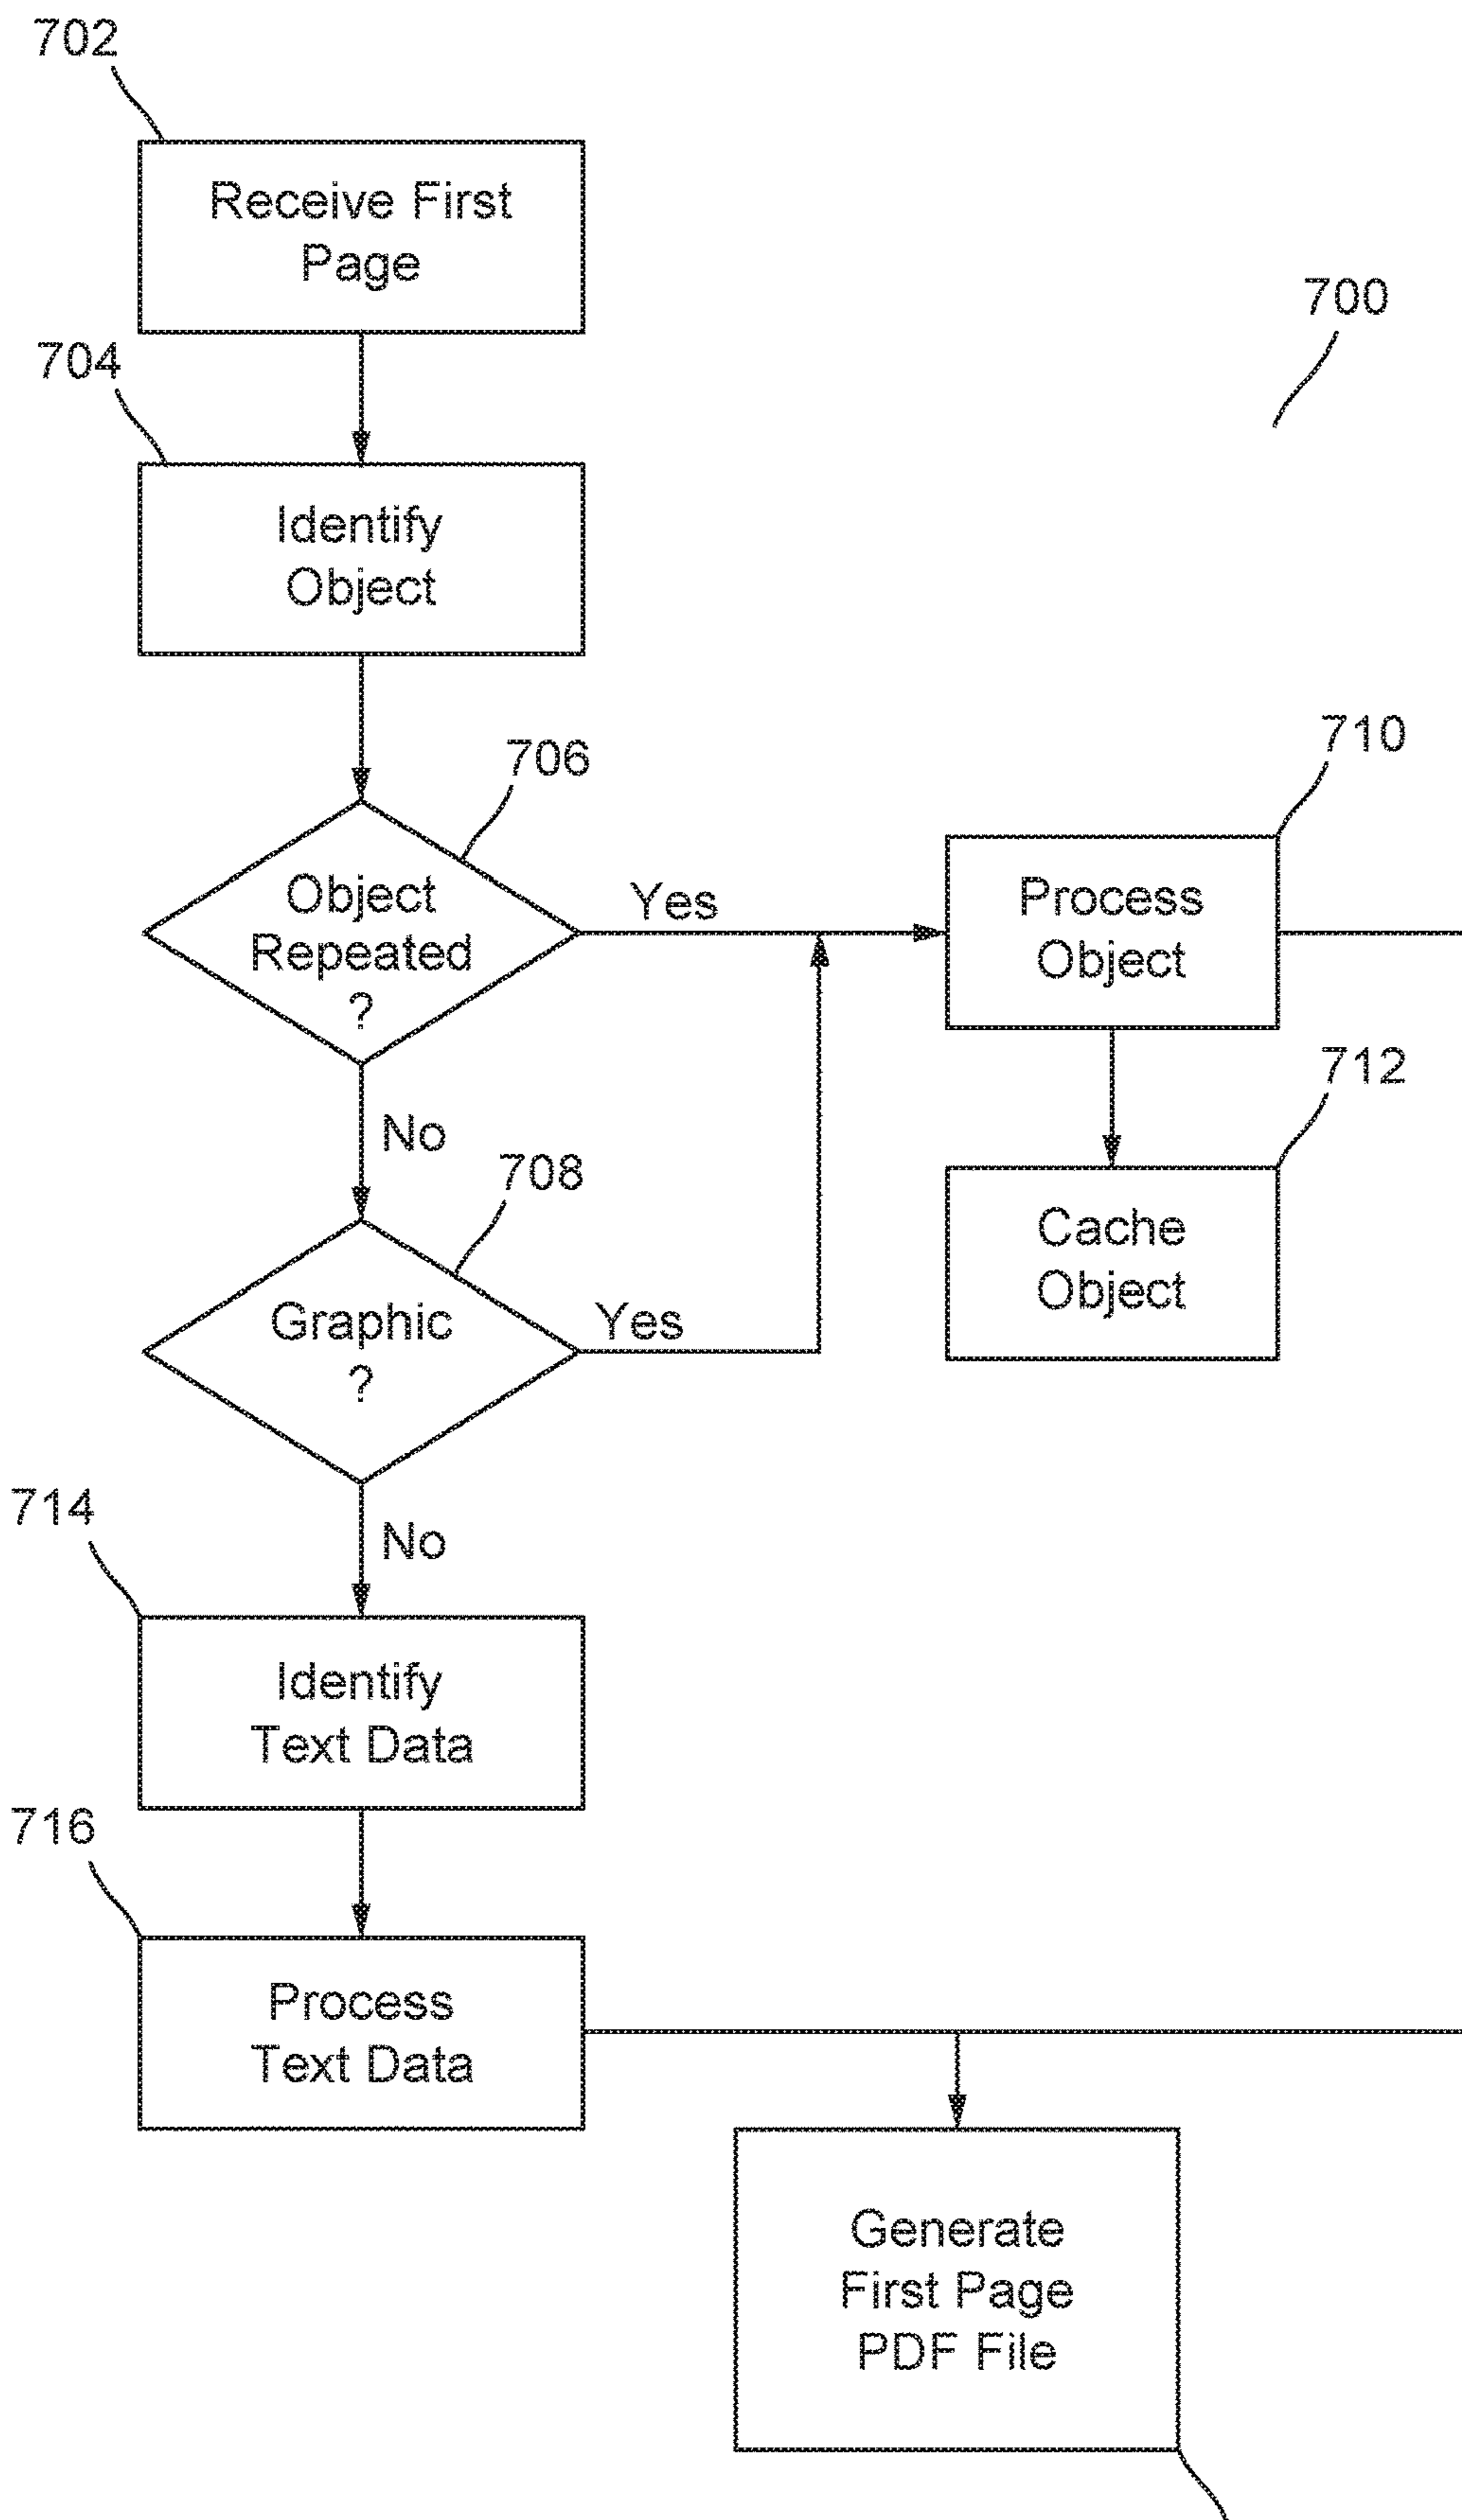 702
Receive First
Page
700
704
Identify
Object
706
710
Object
Repeated
?
Yes
Process
Object
No
712
708
Cache
Object
Graphic
?
Yes
714
No
Identify
Text Data
716
Process
Text Data
Generate
First Page
PDF File